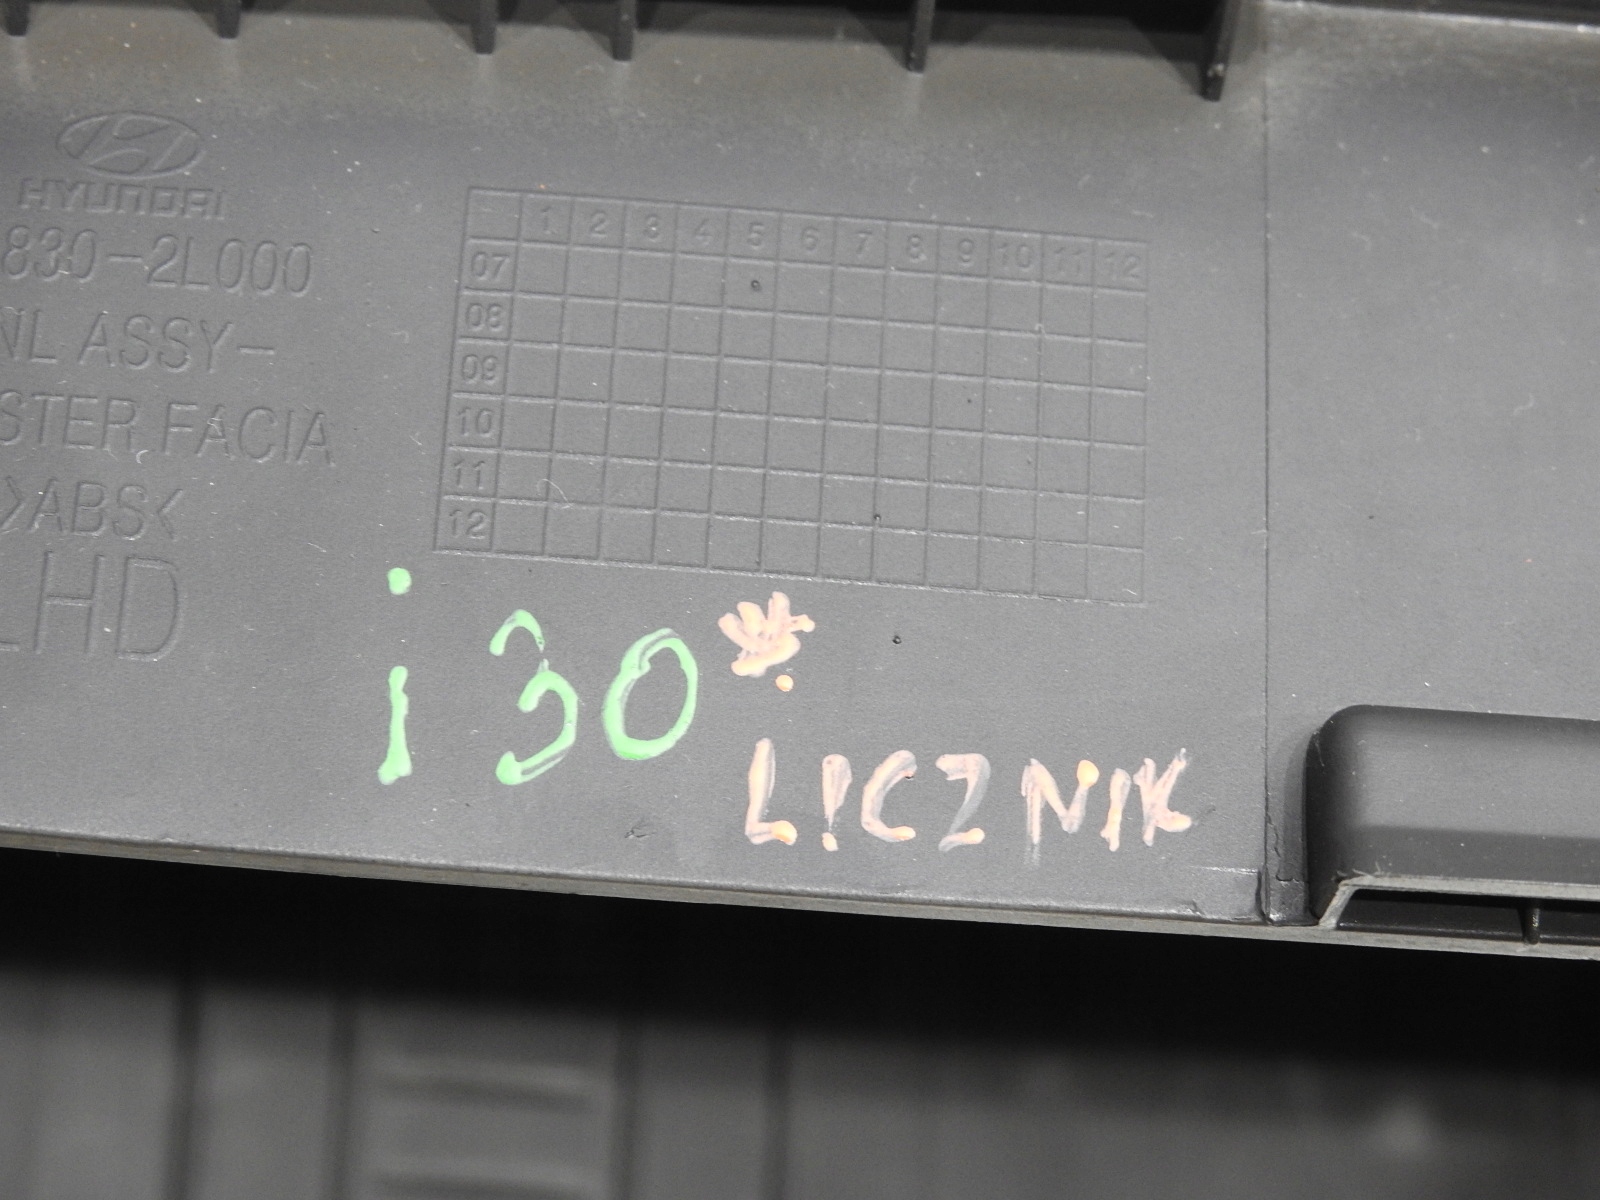 HYUNDAI
830-2L000
NL ASSY-
STER FACIA
>ABS<
LHD
1 2 3 4 5 6 7 8 9 10 11 12
07
08
09
10
11
12
i30
LICZNIK